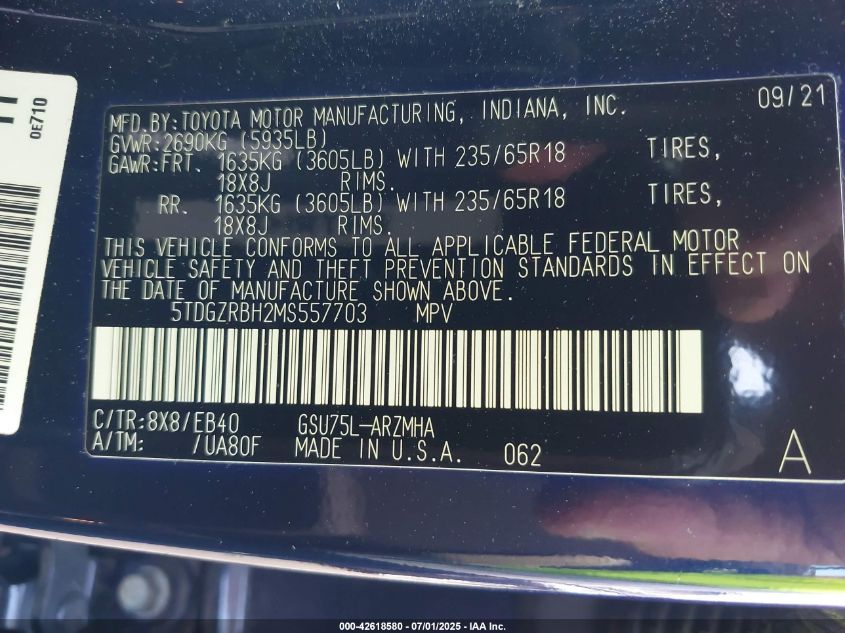 0E710
MFD.BY:TOYOTA MOTOR MANUFACTURING, INDIANA, INC. 09/21
GVWR:2690KG (5935LB)
GAWR:FRT. 1635KG (3605LB) WITH 235/65R18 TIRES,
18X8J RIMS.
RR. 1635KG (3605LB) WITH 235/65R18 TIRES,
18X8J RIMS.
THIS VEHICLE CONFORMS TO ALL APPLICABLE FEDERAL MOTOR
VEHICLE SAFETY AND THEFT PREVENTION STANDARDS IN EFFECT ON
THE DATE OF MANUFACTURE SHOWN ABOVE.
5TDGZRBH2MS557703 MPV
C/TR:8X8/EB40 GSU75L-ARZMHA
A/TM: /UA80F MADE IN U.S.A. 062 A
000-42618580 - 07/01/2025 - IAA Inc.